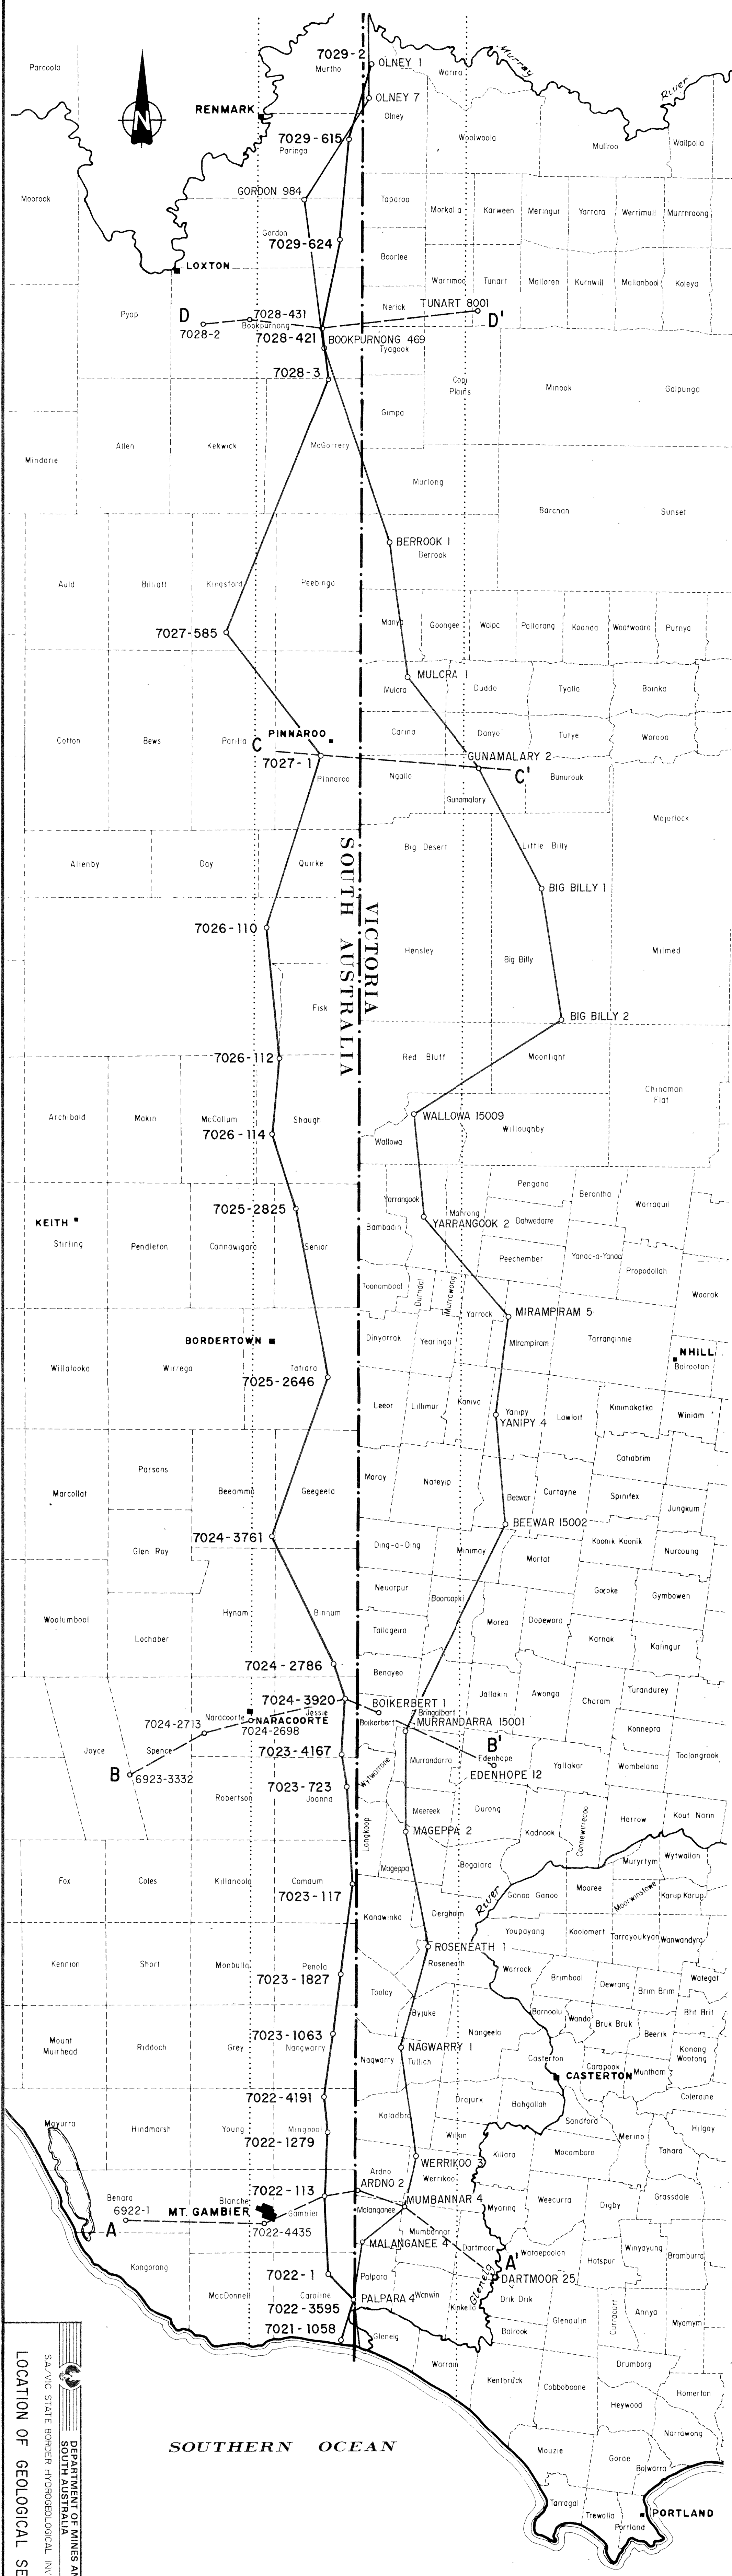 7029-2
OLNEY 1
Parcoola
Murtho
Warina
Murray
River
OLNEY 7
RENMARK
Olney
N
7029-615
Woolwoola
Mullroo
Wallpolla
Paringa
GORDON 984
Moorook
Taparoo
Morkalla
Karween
Meringur
Yarrara
Werrimull
Murrnroong
Gordon
7029-624
Boorlee
LOXTON
Warrimoo
Tunart
Malloren
Kurnwill
Mallanbool
Koleya
Nerick
TUNART 8001
Pyap
D
7028-431
D'
7028-2
Bookpurnong
7028-421
BOOKPURNONG 469
Tyagook
7028-3
Copi
Plains
Minook
Galpunga
Gimpa
Allen
Kekwick
McGorrery
Mindarie
Murlong
Barchan
Sunset
BERROOK 1
Berrook
Auld
Billiatt
Kingsford
Peebinga
Manya
Goongee
Walpa
Pallarang
Koonda
Woatwoara
Purnya
7027-585
MULCRA 1
Mulcra
Duddo
Tyalla
Boinka
Carina
Danyo
Tutye
Worooa
PINNAROO
Cotton
Bews
Parilla
C
GUNAMALARY 2
7027-1
C'
Pinnaroo
Ngallo
Bunurouk
Gunamalary
Majorlock
Big Desert
Little Billy
Allenby
Day
Quirke
BIG BILLY 1
VICTORIA
SOUTH AUSTRALIA
7026-110
Hensley
Big Billy
Milmed
Fisk
BIG BILLY 2
7026-112
Red Bluff
Moonlight
Chinaman
Flat
WALLOWA 15009
Archibald
Makin
McCallum
Shaugh
Willoughby
7026-114
Wallowa
Pengana
Berontha
Warraquil
Yarrangook
Mahrong
7025-2825
YARRANGOOK 2
Dahwedarre
KEITH
Bambadin
Stirling
Pendleton
Cannawigara
Senior
Peechember
Yanac-a-Yanac
Propodollah
Toonambool
Durndal
Murrawong
Woorak
Yarrock
MIRAMPIRAM 5
BORDERTOWN
Dinyarrak
Yearinga
Mirampiram
Tarranginnie
NHILL
Balrootan
Willalooka
Wirrega
Tatiara
7025-2646
Leeor
Lillimur
Kaniva
Yanipy
YANIPY 4
Lawloit
Kinimakatka
Winiam
Catiabrim
Parsons
Moray
Nateyip
Marcollat
Beeamma
Geegeela
Beewar
Curtayne
Spinifex
Jungkum
BEEWAR 15002
7024-3761
Ding-a-Ding
Minimay
Mortat
Koonik Koonik
Nurcoung
Glen Roy
Neuarpur
Booroopki
Goroke
Gymbowen
Woolumbool
Hynam
Binnum
Tallageira
Morea
Dopewora
Karnak
Kalingur
Lochaber
7024-2786
Benayeo
7024-3920
Jallakin
Awonga
Charam
Turandurey
BOIKERBERT 1
Bringalbart
Naracoorte
NARACOORTE
Jessie
Boikerbert
MURRANDARRA 15001
Konnepra
7024-2713
7024-2698
B'
Joyce
Spence
7023-4167
Wytwarrone
Murrandarra
Edenhope
Toolongrook
Yallakar
Wombelano
B
6923-3332
EDENHOPE 12
7023-723
Robertson
Joanna
Meereek
Durong
Harrow
Kout Narin
Langkoop
MAGEPPA 2
Kadnook
Connewirrecoo
Mageppa
Bogalara
Muryrtym
Wytwallan
Fox
Coles
Killanoola
Comaum
7023-117
River
Ganoo Ganoo
Mooree
Moorwinstowe
Karup Karup
Kanawinka
Dergholm
Youpayang
Koolomert
Tarrayoukyan
Wanwandyra
ROSENEATH 1
Kennion
Short
Monbulla
Penola
Roseneath
Warrock
7023-1827
Brimboal
Dewrang
Brim Brim
Wategat
Tooloy
Byjuke
Barnoolu
Wando
Bruk Bruk
Beerik
Brit Brit
7023-1063
Nangeela
Mount
Muirhead
Riddoch
Grey
Nangwarry
NAGWARRY 1
Konong
Wootong
Nagwarry
Tullich
Casterton
Campook
Muntham
CASTERTON
7022-4191
Drajurk
Bahgallah
Coleraine
Kaladbro
Sandford
Mayurra
Hindmarsh
Young
Mingbool
Merino
Hilgay
7022-1279
Wilkin
Killara
Mocamboro
Tahara
WERRIKOO 3
Ardno
Werrikoo
7022-113
ARDNO 2
Benara
Blanche
MUMBANNAR 4
Weecurra
Digby
Grassdale
6922-1
MT. GAMBIER
Gambier
Malanganee
Myaring
A
7022-4435
Mumbannar
Dartmoor
MALANGANEE 4
Wataepoolan
Winyayung
Bramburra
A'
Hotspur
Kongorong
7022-1
Palpara
Glenelg
DARTMOOR 25
MacDonnell
Caroline
PALPARA 4
Wanwin
Drik Drik
7022-3595
Kinkella
Annya
Glenaulin
Curracurt
Myamym
7021-1058
Glenelg
Balrook
Warrain
Drumborg
Kentbruck
Cobboboone
Homerton
Heywood
SOUTHERN OCEAN
Narrawong
Mouzie
Gorae
Bolwarra
Tarragal
Trewalla
PORTLAND
Portland
DEPARTMENT OF MINES AN
SOUTH AUSTRALIA
SA/VIC STATE BORDER HYDROGEOLOGICAL INV
LOCATION OF GEOLOGICAL SE